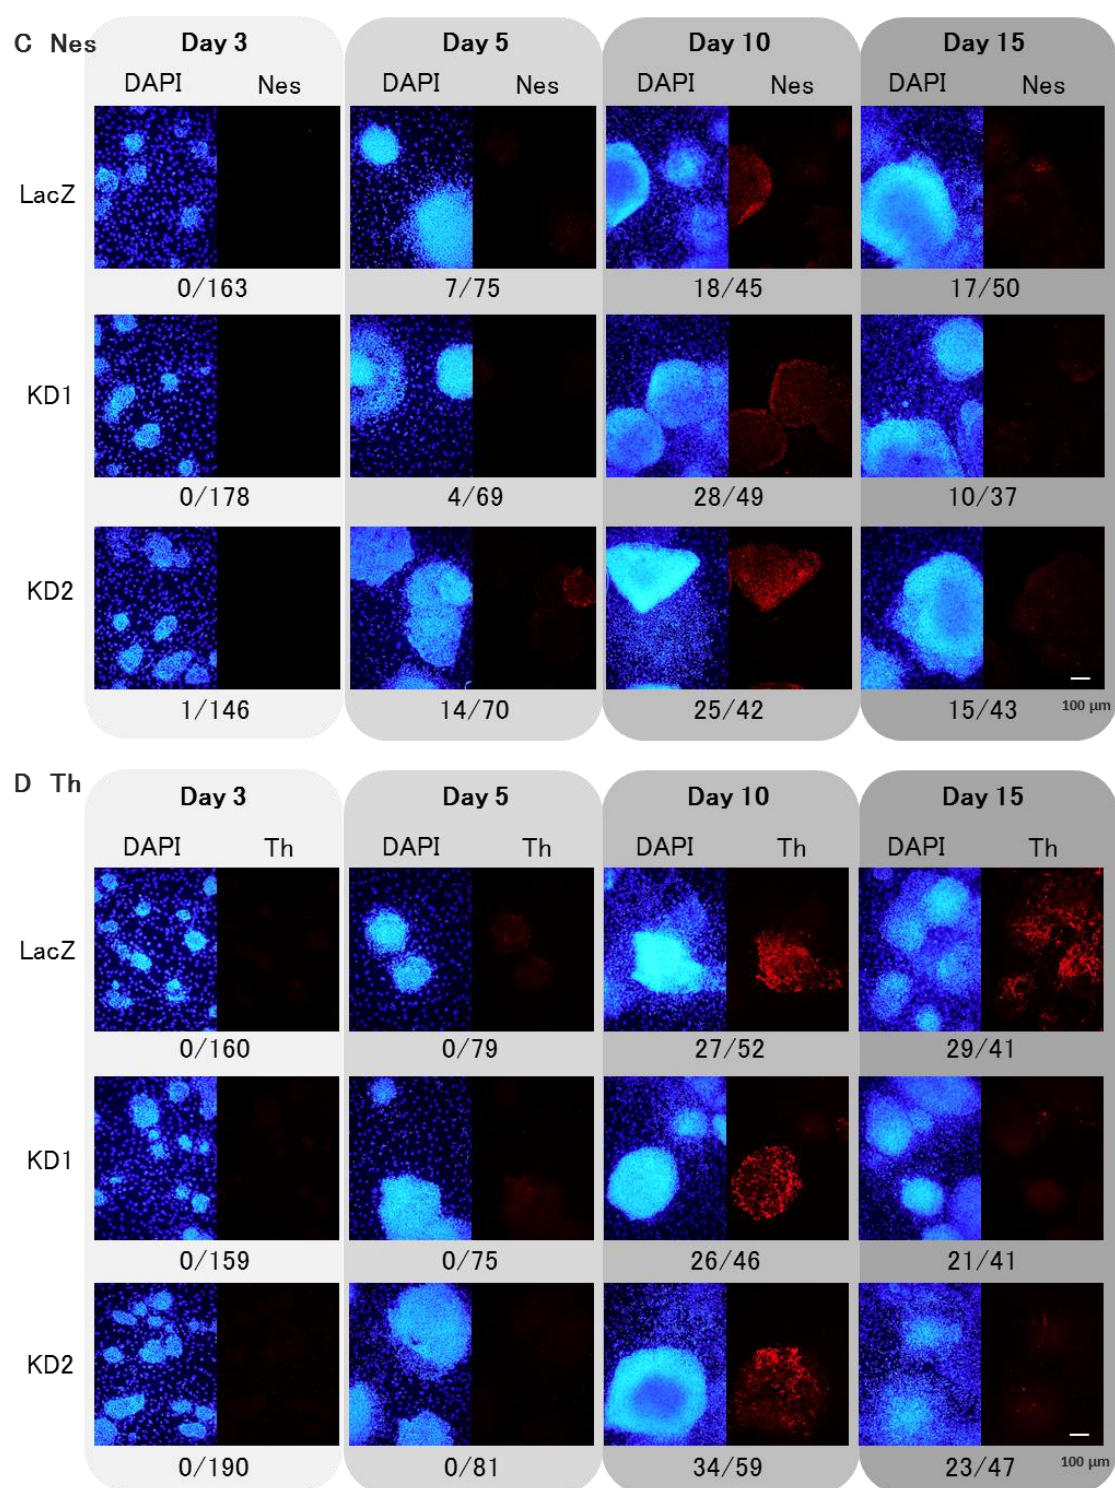 C Nes
Day 3 Day 5 Day 10 Day 15
DAPI Nes DAPI Nes DAPI Nes DAPI Nes
LacZ
0/163 7/75 18/45 17/50
KD1
0/178 4/69 28/49 10/37
KD2
1/146 14/70 25/42 15/43 100 μm
D Th
Day 3 Day 5 Day 10 Day 15
DAPI Th DAPI Th DAPI Th DAPI Th
LacZ
0/160 0/79 27/52 29/41
KD1
0/159 0/75 26/46 21/41
KD2
0/190 0/81 34/59 23/47 100 μm